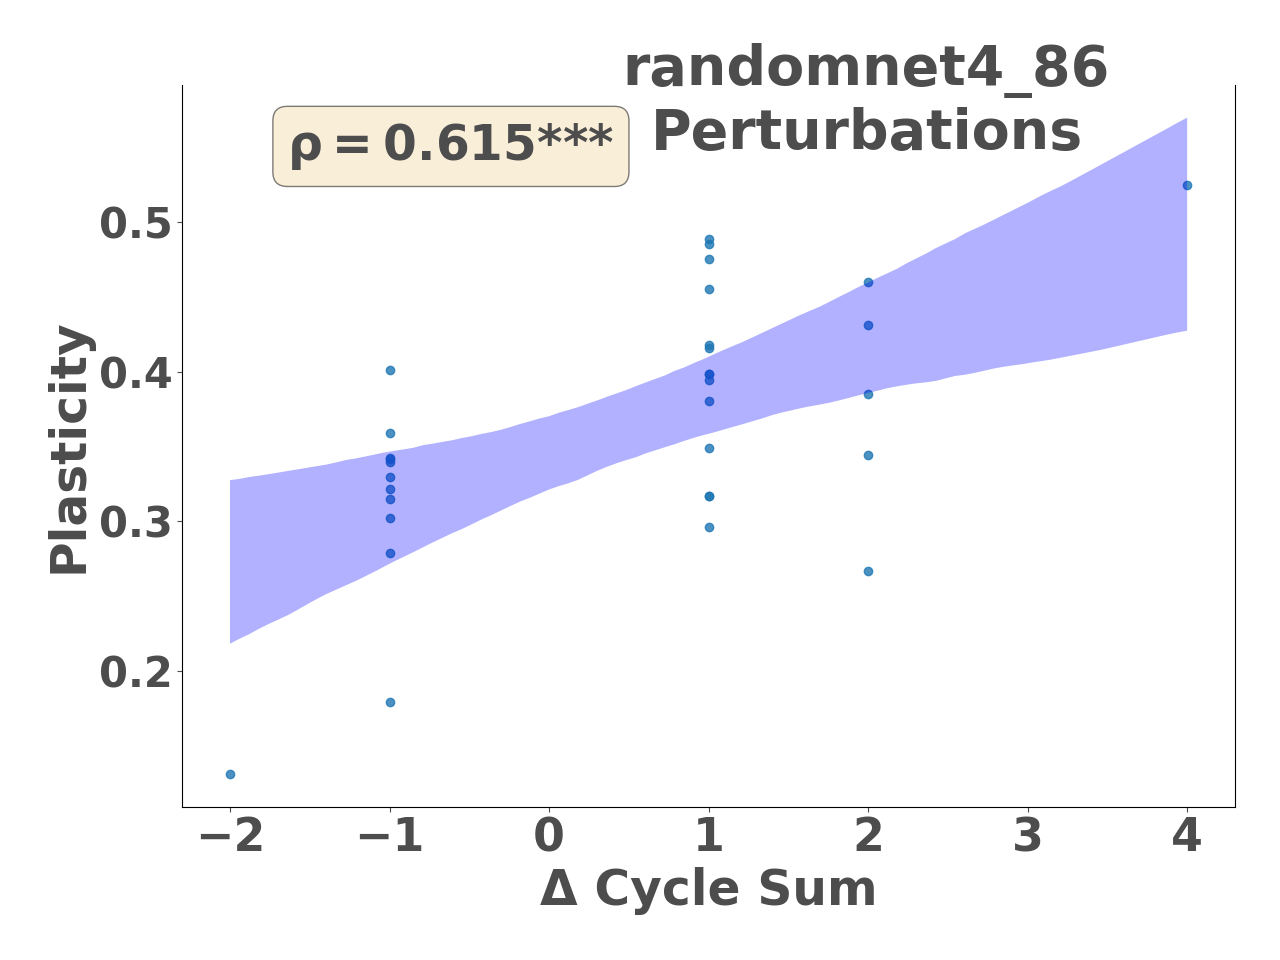 randomnet4_86
Perturbations
ρ = 0.615***
Plasticity
0.5
0.4
0.3
0.2
−2 −1 0 1 2 3 4
Δ Cycle Sum